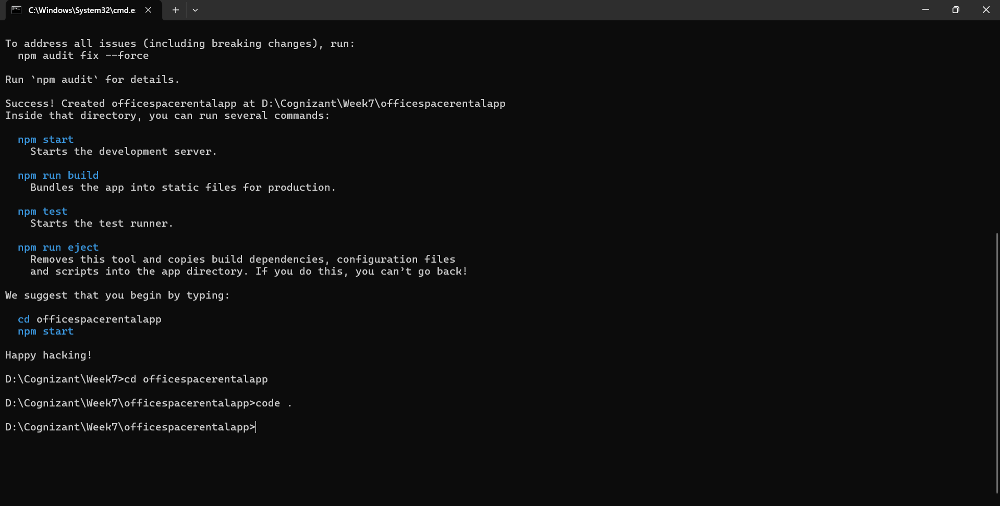 C:\Windows\System32\cmd.e
To address all issues (including breaking changes), run:
npm audit fix --force
Run `npm audit` for details.
Success! Created officespacerentalapp at D:\Cognizant\Week7\officespacerentalapp
Inside that directory, you can run several commands:
npm start
Starts the development server.
npm run build
Bundles the app into static files for production.
npm test
Starts the test runner.
npm run eject
Removes this tool and copies build dependencies, configuration files
and scripts into the app directory. If you do this, you can’t go back!
We suggest that you begin by typing:
cd officespacerentalapp
npm start
Happy hacking!
D:\Cognizant\Week7>cd officespacerentalapp
D:\Cognizant\Week7\officespacerentalapp>code .
D:\Cognizant\Week7\officespacerentalapp>